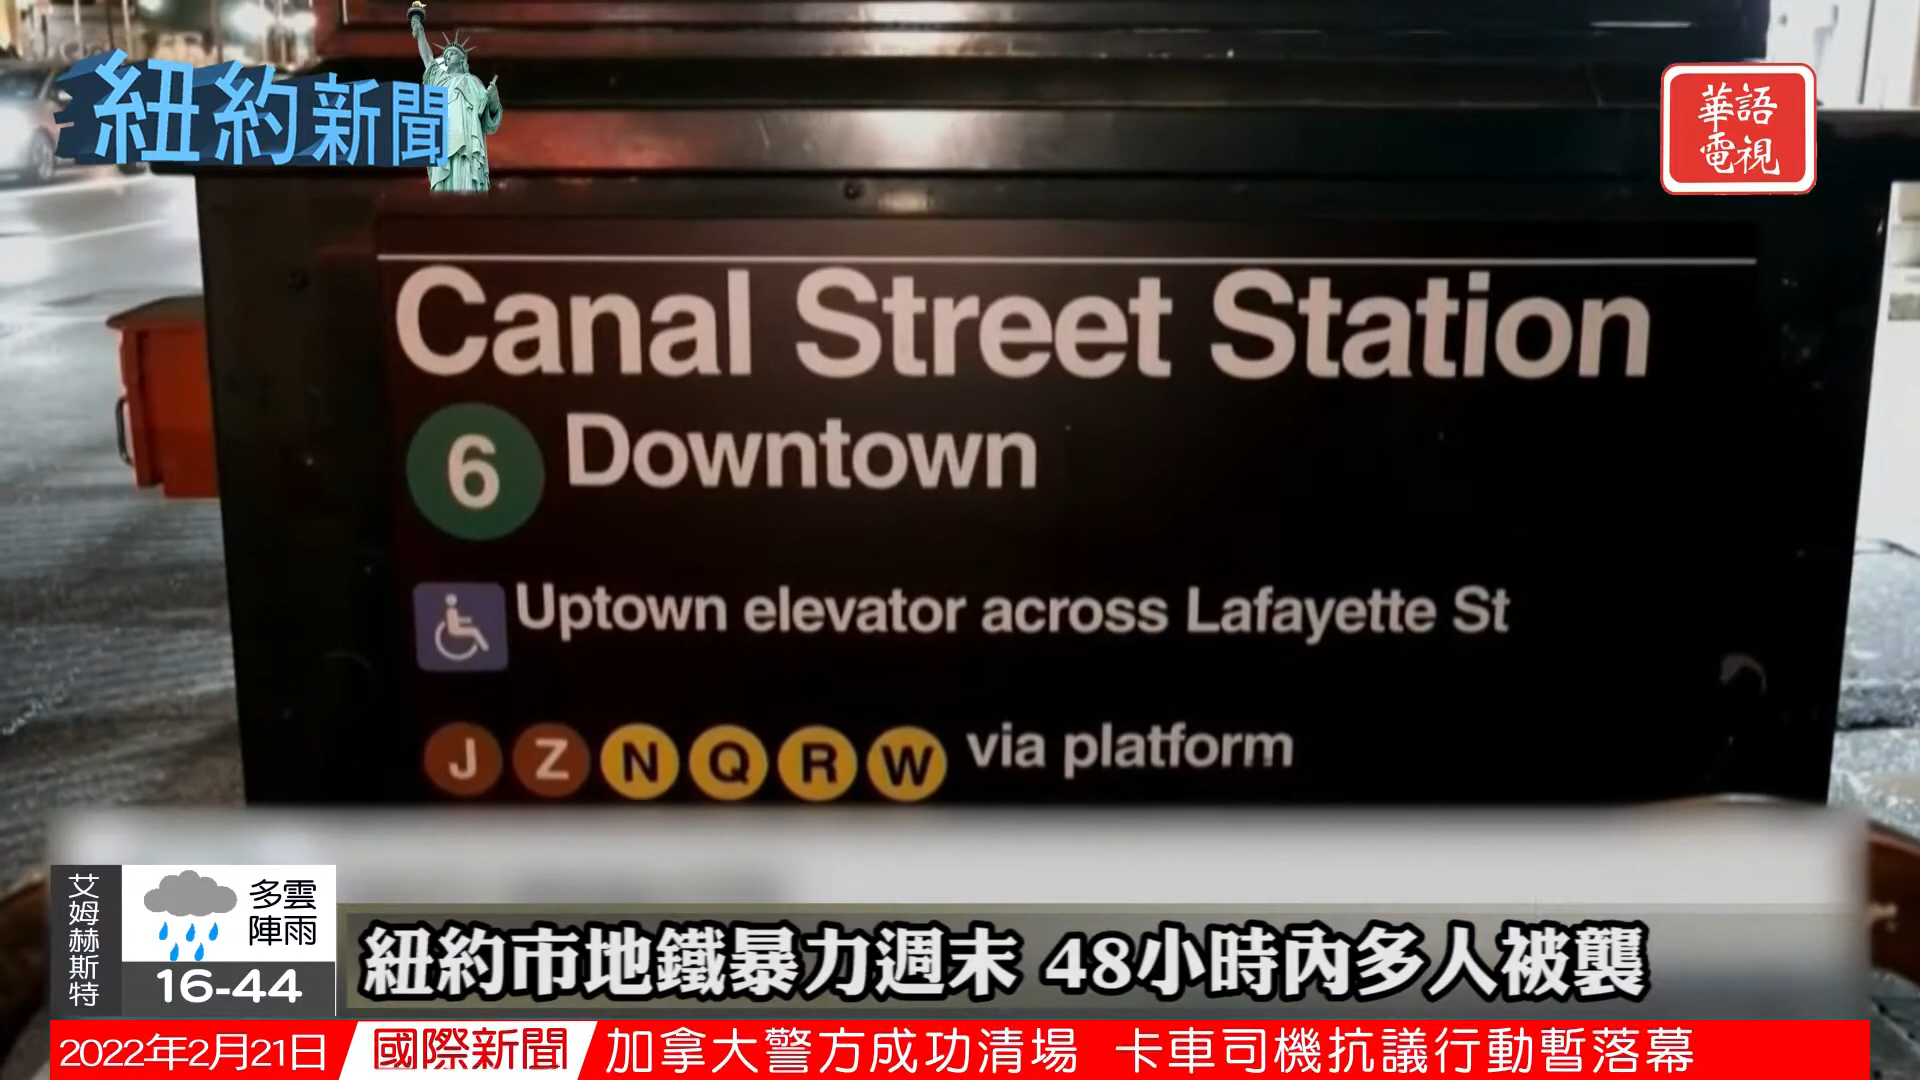 紐約新聞
華語
電視
Canal Street Station
6 Downtown
Uptown elevator across Lafayette St
J Z N Q R W via platform
艾姆赫斯特
多雲
陣雨
16-44
紐約市地鐵暴力週末 48小時內多人被襲
2022年2月21日 國際新聞 加拿大警方成功清場 卡車司機抗議行動暫落幕